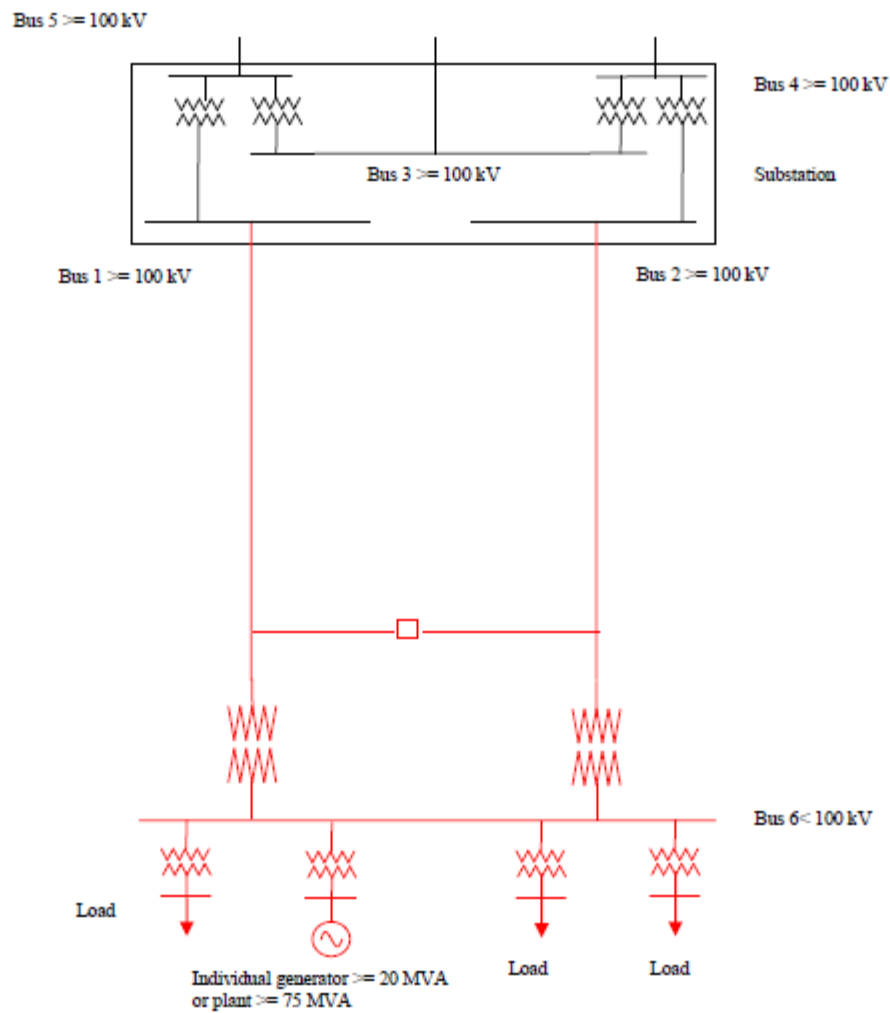 Bus 5 >= 100 kV
Bus 4 >= 100 kV
Bus 3 >= 100 kV
Substation
Bus 1 >= 100 kV
Bus 2 >= 100 kV
Bus 6< 100 kV
Load
Individual generator >= 20 MVA
or plant >= 75 MVA
Load
Load